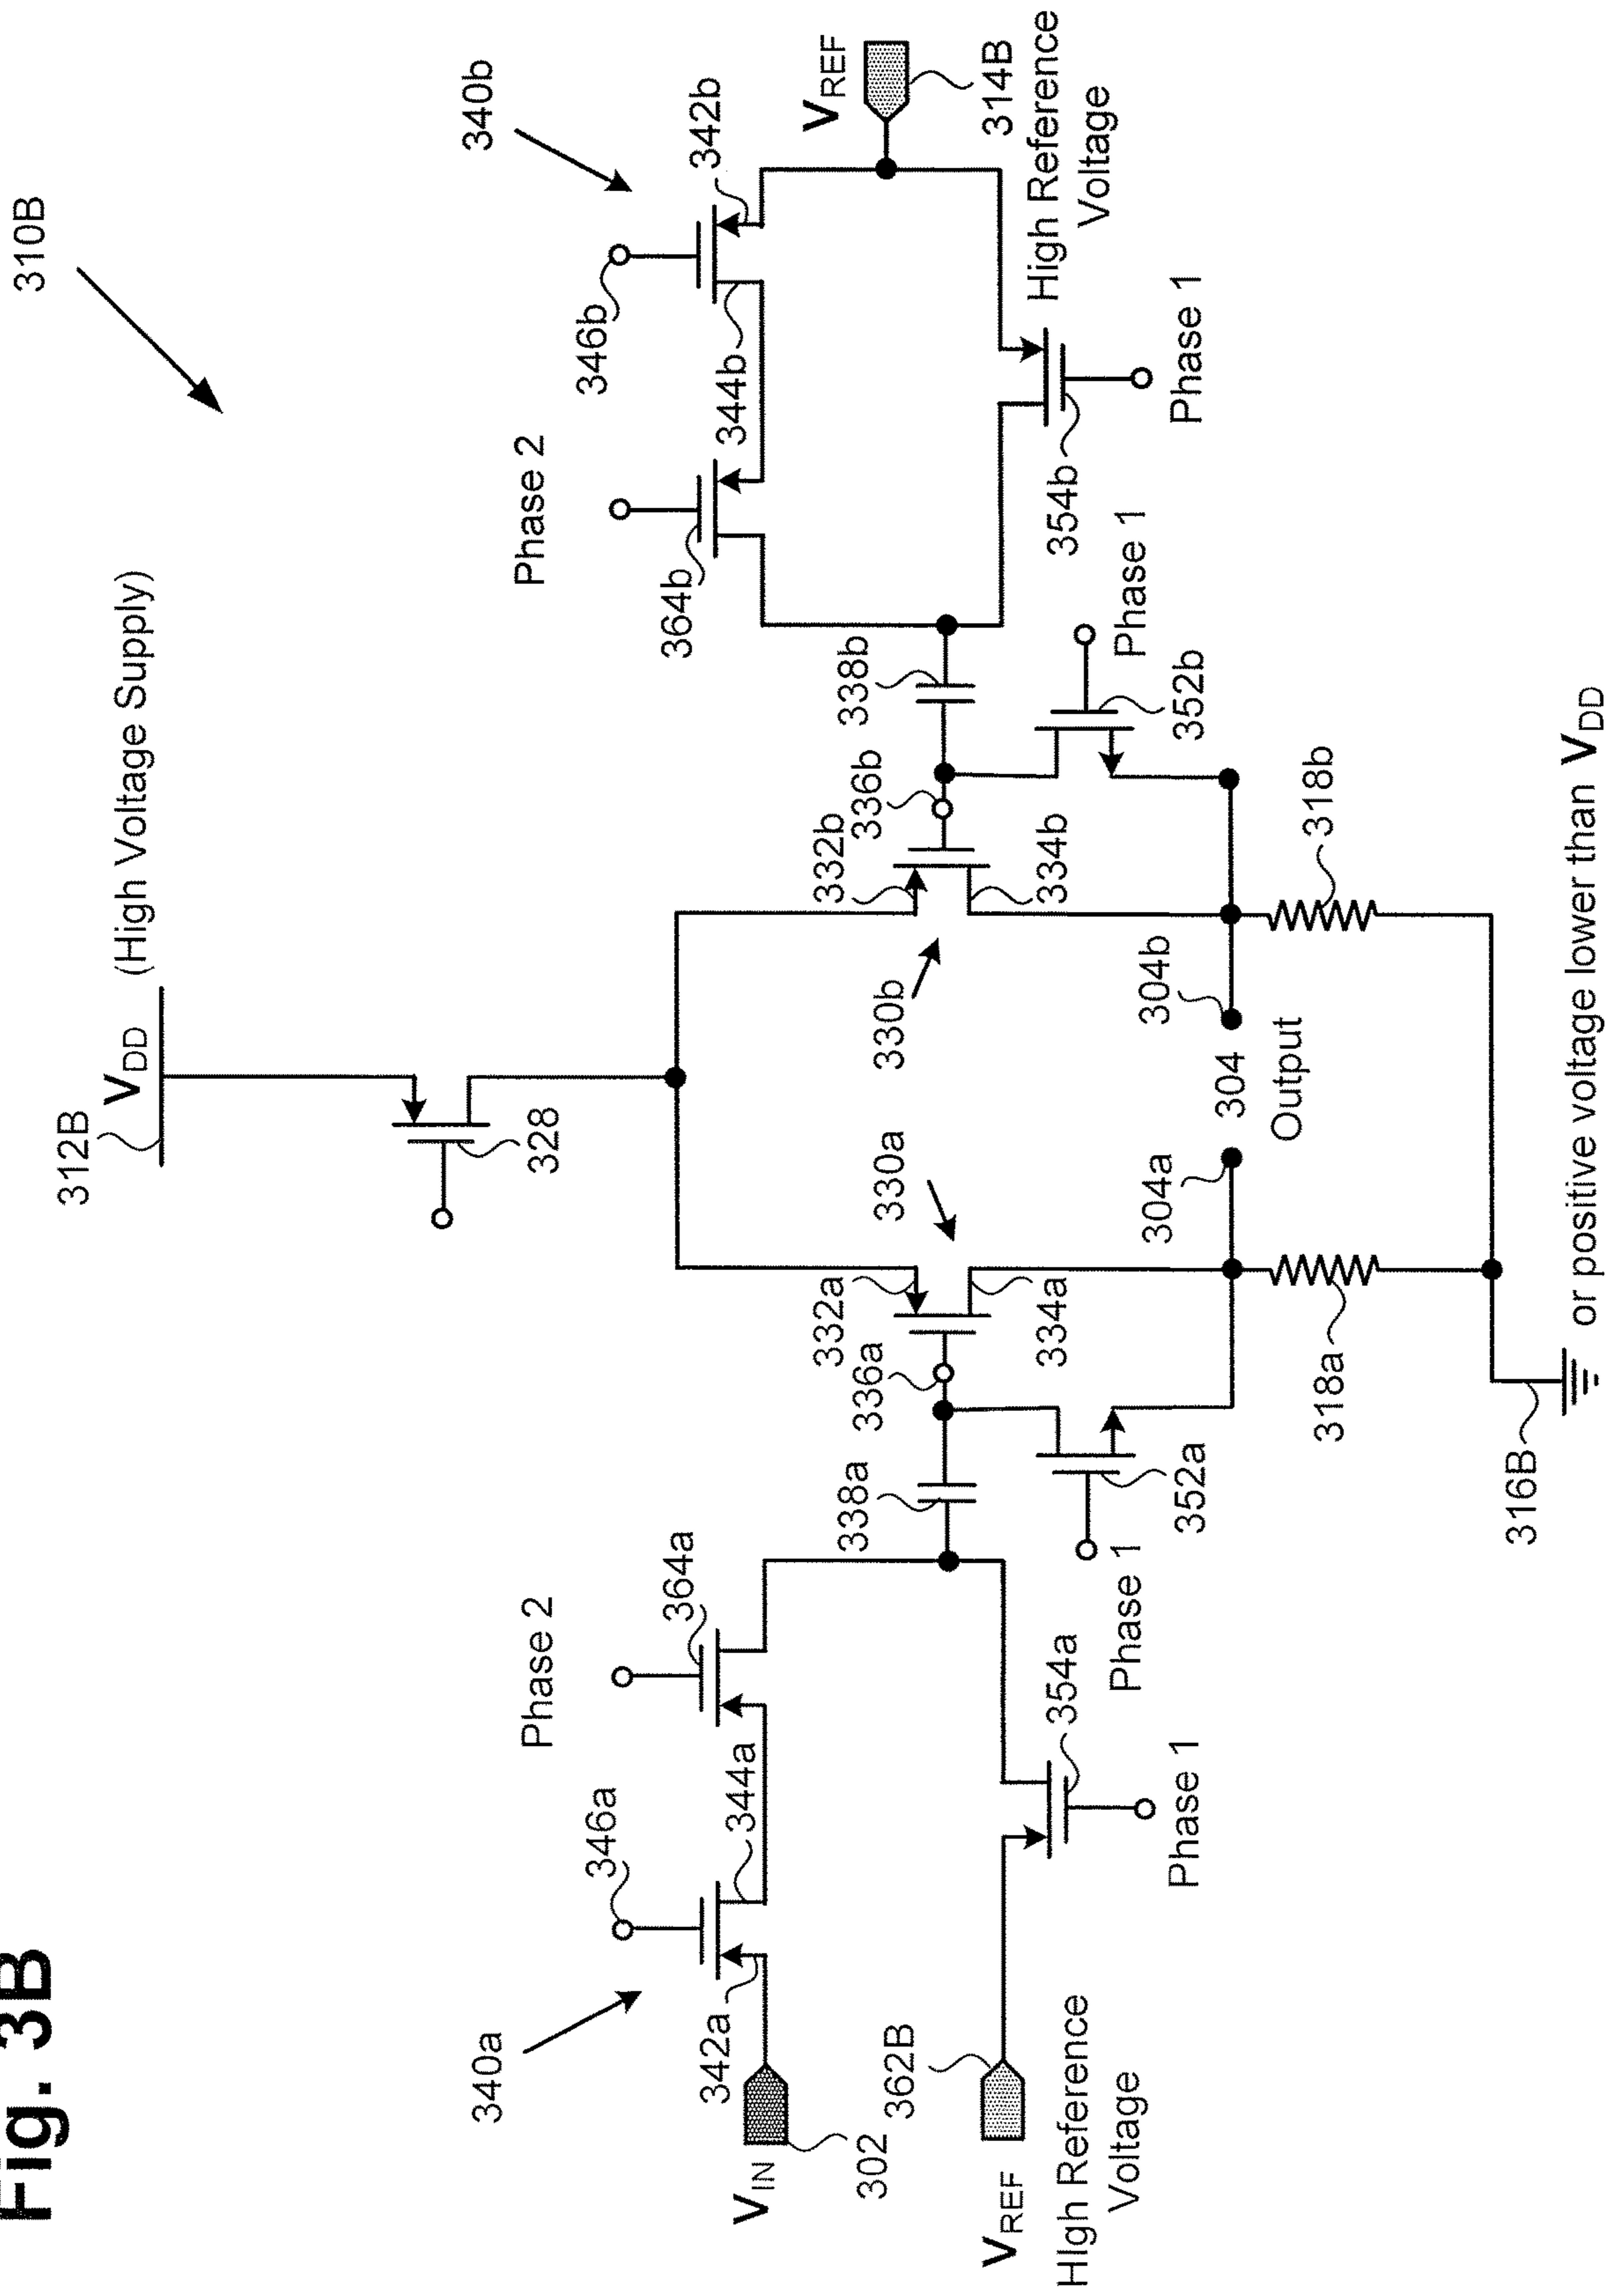 Fig. 3B
310B
312B
V_DD (High Voltage Supply)
328
340a
346a
342a
344a
Phase 2
364a
V_IN
302
362B
V_REF
HIgh Reference
Voltage
354a
Phase 1
338a
336a
332a
330a
334a
352a
Phase 1
304a
304
Output
304b
318a
318b
316B
or positive voltage lower than V_DD
330b
332b
336b
334b
338b
352b
Phase 1
Phase 2
364b
344b
346b
340b
342b
V_REF
314B
High Reference
Voltage
354b
Phase 1